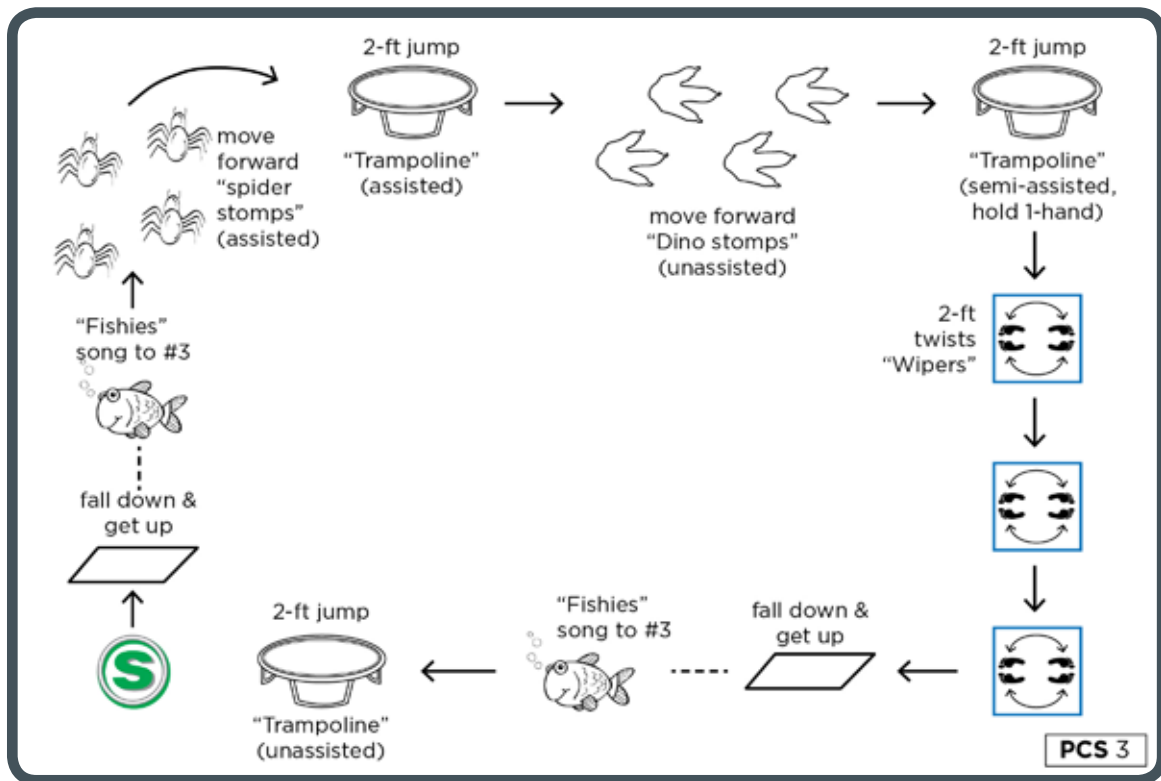 S
fall down &
get up
“Fishies”
song to #3
move
forward
“spider
stomps”
(assisted)
2-ft jump
“Trampoline”
(assisted)
move forward
“Dino stomps”
(unassisted)
2-ft jump
“Trampoline”
(semi-assisted,
hold 1-hand)
2-ft
twists
“Wipers”
fall down &
get up
“Fishies”
song to #3
2-ft jump
“Trampoline”
(unassisted)
PCS 3